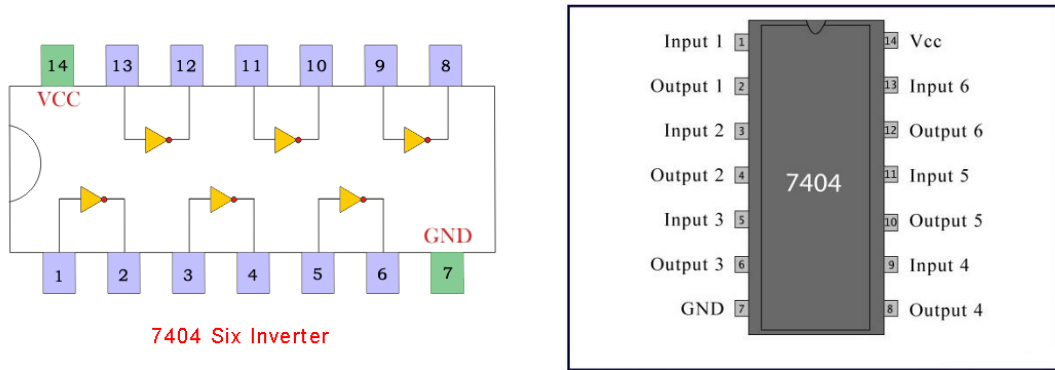 14 13 12 11 10 9 8
VCC
GND
1 2 3 4 5 6 7
7404 Six Inverter
Input 1 1 14 Vcc
Output 1 2 13 Input 6
Input 2 3 12 Output 6
Output 2 4 7404 11 Input 5
Input 3 5 10 Output 5
Output 3 6 9 Input 4
GND 7 8 Output 4